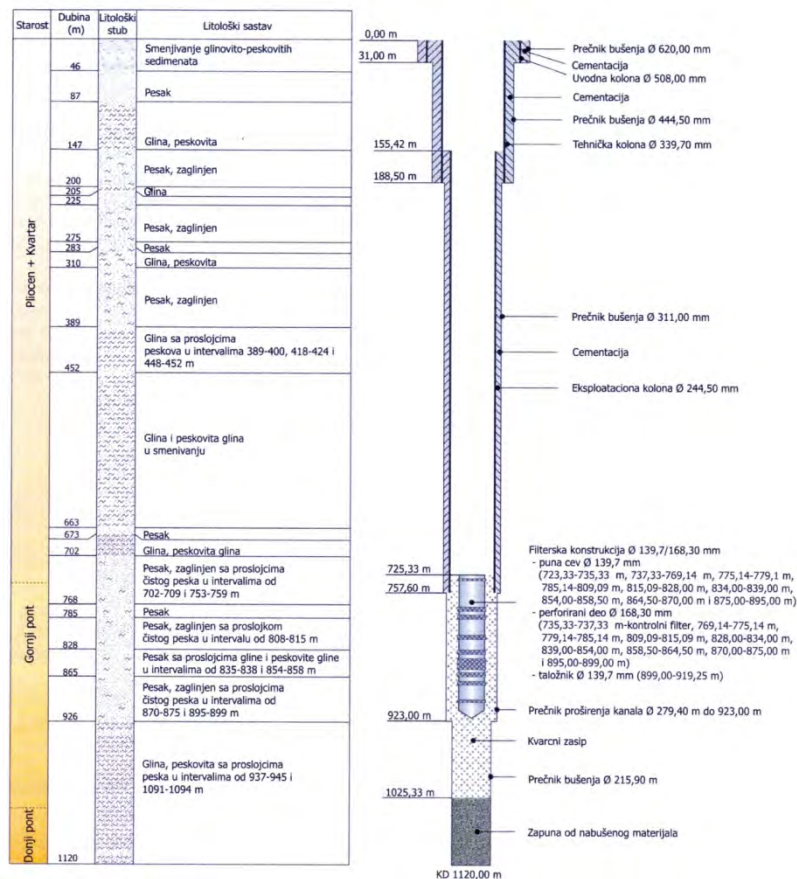 Starost
Dubina
(m)
Litološki
stub
Litološki sastav
Pliocen + Kvartar
Gornji pont
Donji pont
Smenjivanje glinovito-peskovitih
sedimenata
46
Pesak
87
Glina, peskovita
147
Pesak, zaglinjen
200
Glina
205
225
Pesak, zaglinjen
275
Pesak
283
Glina, peskovita
310
Pesak, zaglinjen
389
Glina sa proslojcima
peskova u intervalima 389-400, 418-424 i
448-452 m
452
Glina i peskovita glina
u smenivanju
663
Pesak
673
Glina, peskovita glina
702
Pesak, zaglinjen sa proslojcima
čistog peska u intervalima od
702-709 i 753-759 m
768
Pesak
785
Pesak, zaglinjen sa proslojkom
čistog peska u intervalu od 808-815 m
828
Pesak sa proslojcima gline i peskovite gline
u intervalima od 835-838 i 854-858 m
865
Pesak, zaglinjen sa proslojcima
čistog peska u intervalima od
870-875 i 895-899 m
926
Glina, peskovita sa proslojcima
peska u intervalima od 937-945 i
1091-1094 m
1120
0,00 m
31,00 m
155,42 m
188,50 m
725,33 m
757,60 m
923,00 m
1025,33 m
KD 1120,00 m
Prečnik bušenja Ø 620,00 mm
Cementacija
Uvodna kolona Ø 508,00 mm
Cementacija
Prečnik bušenja Ø 444,50 mm
Tehnička kolona Ø 339,70 mm
Prečnik bušenja Ø 311,00 mm
Cementacija
Eksploataciona kolona Ø 244,50 mm
Filterska konstrukcija Ø 139,7/168,30 mm
- puna cev Ø 139,7 mm
(723,33-735,33 m, 737,33-769,14 m, 775,14-779,1 m,
785,14-809,09 m, 815,09-828,00 m, 834,00-839,00 m,
854,00-858,50 m, 864,50-870,00 m i 875,00-895,00 m)
- perforirani deo Ø 168,30 mm
(735,33-737,33 m-kontrolni filter, 769,14-775,14 m,
779,14-785,14 m, 809,09-815,09 m, 828,00-834,00 m,
839,00-854,00 m, 858,50-864,50 m, 870,00-875,00 m
i 895,00-899,00 m)
- taložnik Ø 139,7 mm (899,00-919,25 m)
Prečnik proširenja kanala Ø 279,40 m do 923,00 m
Kvarcni zasip
Prečnik bušenja Ø 215,90 m
Zapuna od nabušenog materijala